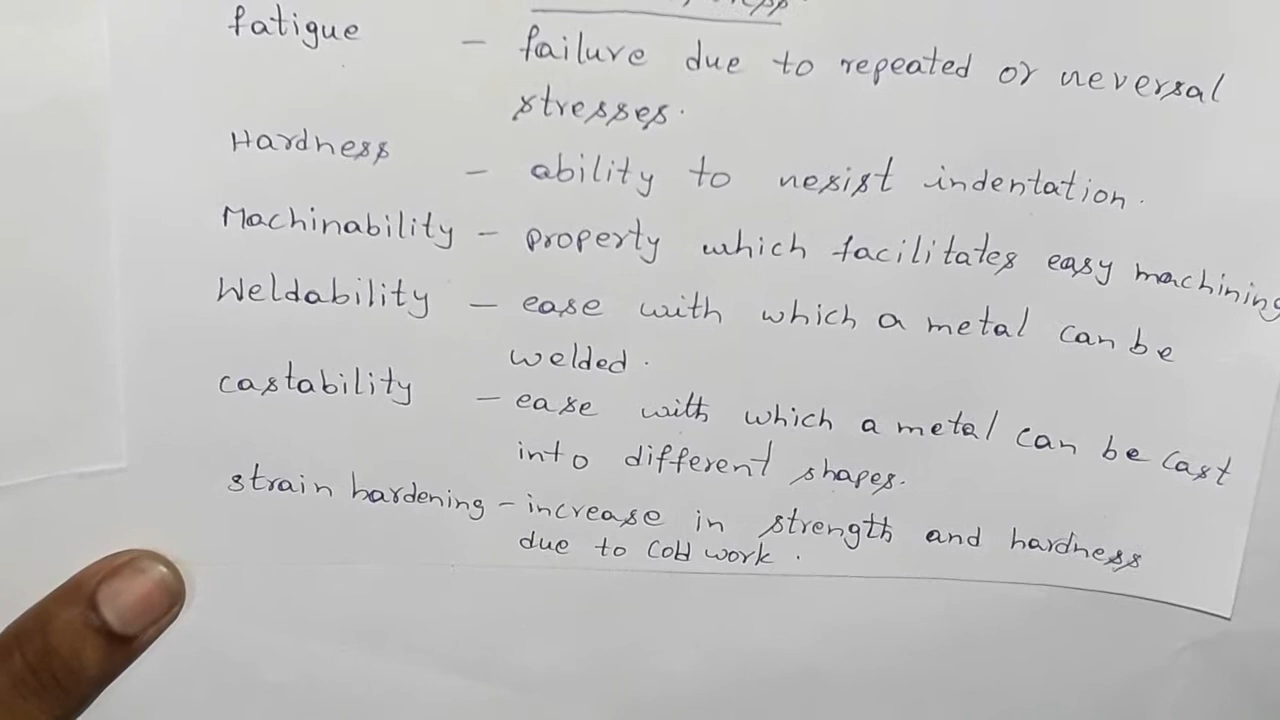 fatigue - failure due to repeated or reversal
stresses.
Hardness - ability to resist indentation.
Machinability - property which facilitates easy machining
Weldability - ease with which a metal can be
welded.
castability - ease with which a metal can be cast
into different shapes.
strain hardening - increase in strength and hardness
due to cold work.